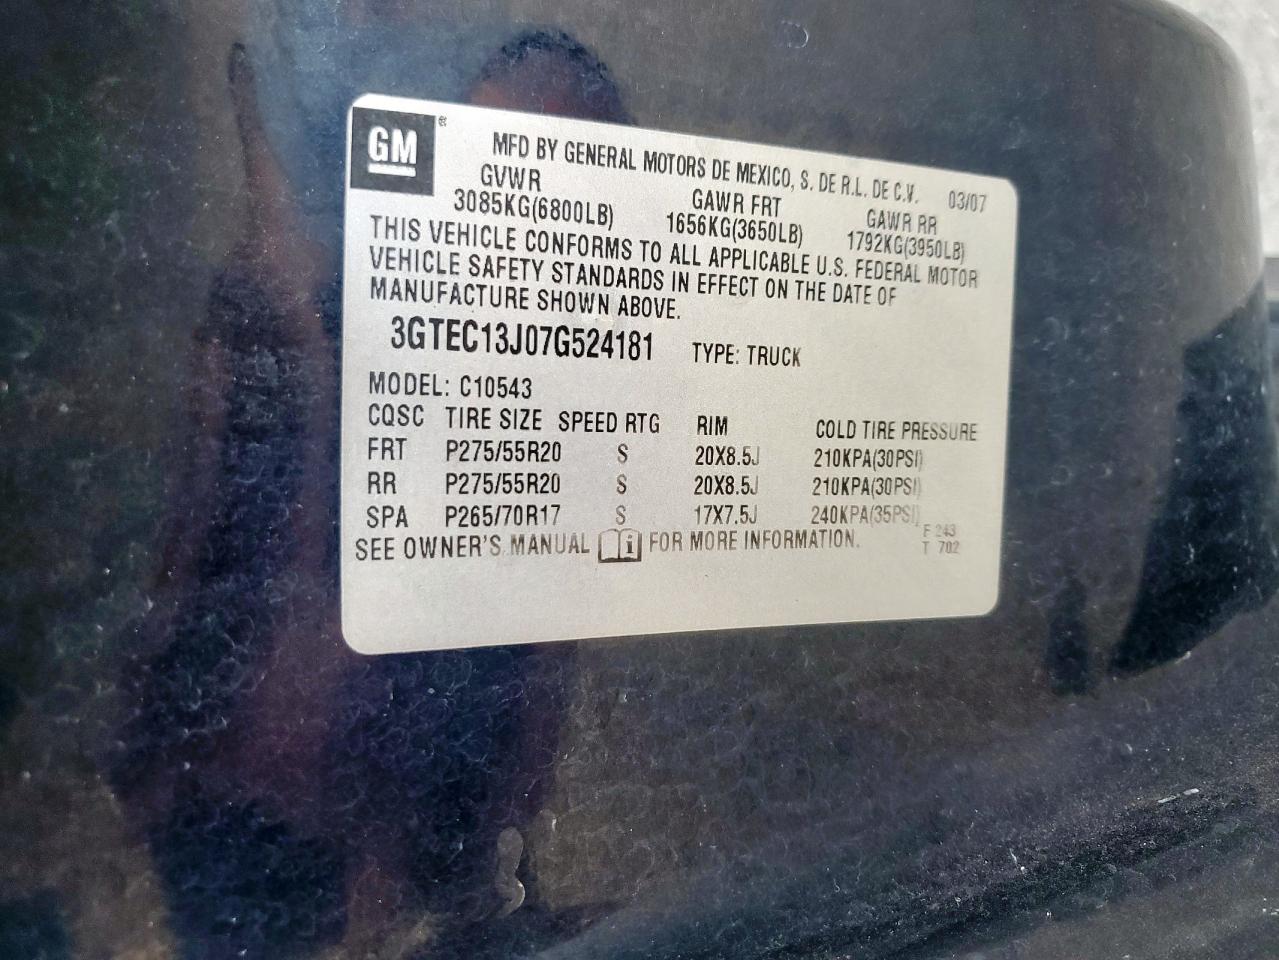 GM®
MFD BY GENERAL MOTORS DE MEXICO, S. DE R.L. DE C.V. 03/07
GVWR GAWR FRT GAWR RR
3085KG(6800LB) 1656KG(3650LB) 1792KG(3950LB)
THIS VEHICLE CONFORMS TO ALL APPLICABLE U.S. FEDERAL MOTOR
VEHICLE SAFETY STANDARDS IN EFFECT ON THE DATE OF
MANUFACTURE SHOWN ABOVE.
3GTEC13J07G524181 TYPE: TRUCK
MODEL: C10543
CQSC TIRE SIZE SPEED RTG RIM COLD TIRE PRESSURE
FRT P275/55R20 S 20X8.5J 210KPA(30PSI)
RR P275/55R20 S 20X8.5J 210KPA(30PSI)
SPA P265/70R17 S 17X7.5J 240KPA(35PSI)
SEE OWNER'S MANUAL i FOR MORE INFORMATION.
F 243
T 702